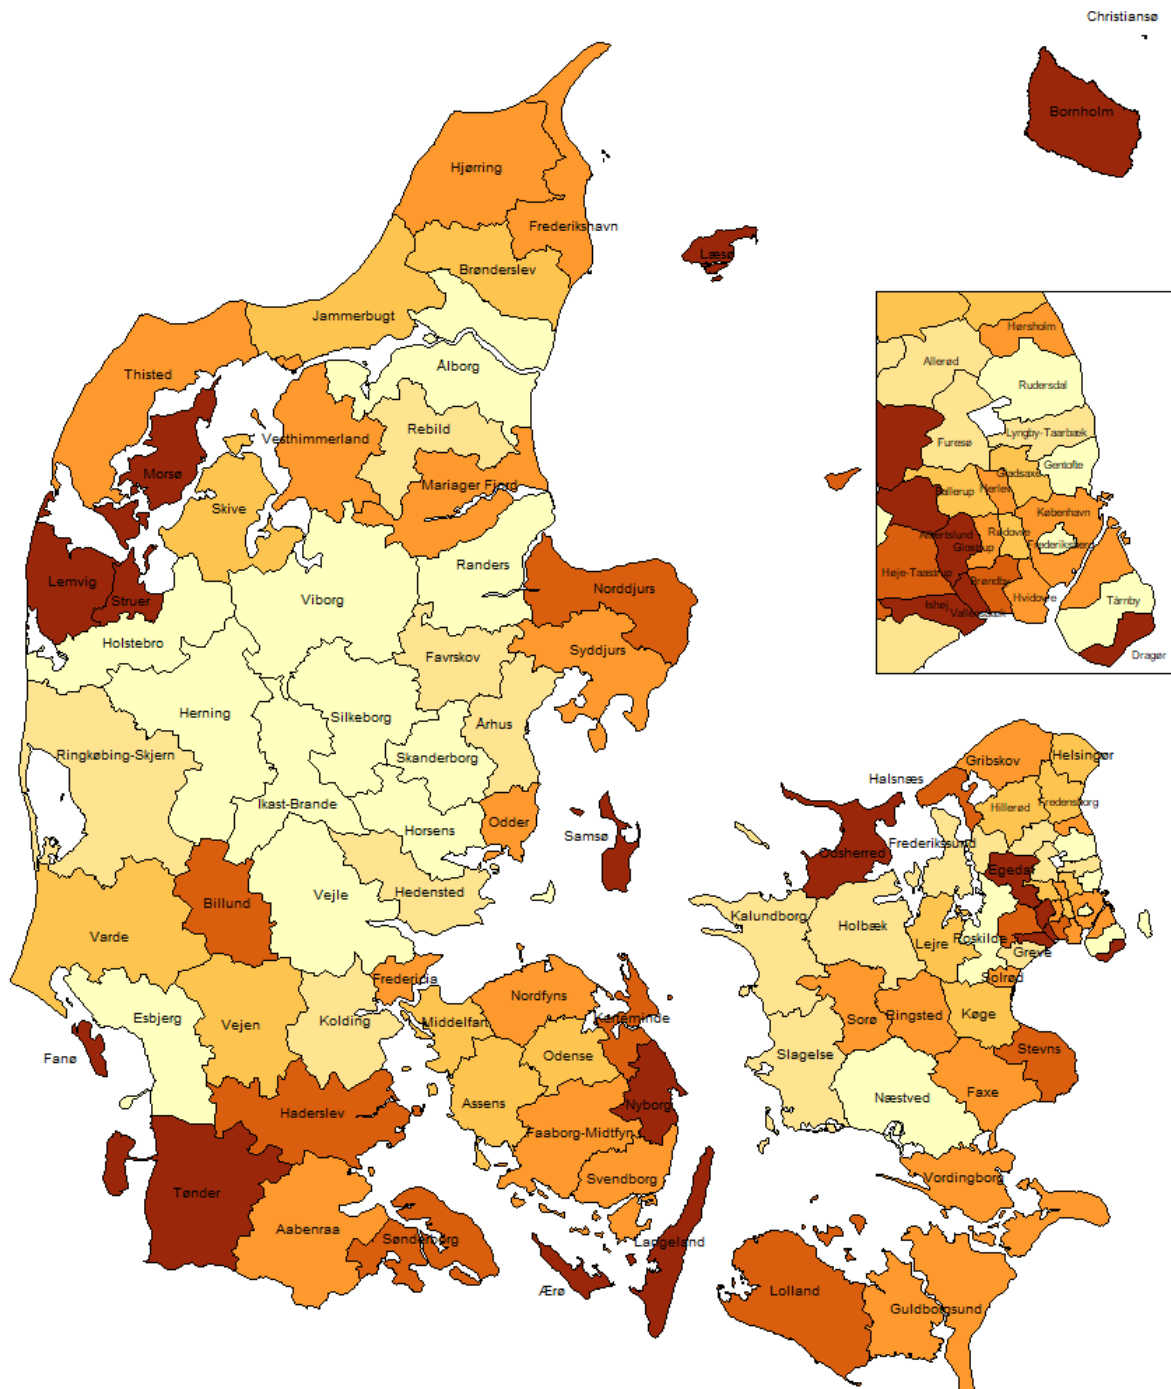 Christiansø
Bornholm
Hjørring
Frederikshavn
Læsø
Brønderslev
Jammerbugt
Ålborg
Thisted
Vesthimmerland
Rebild
Morsø
Mariager Fjord
Skive
Hørsholm
Allerød
Rudersdal
Lyngby-Taarbæk
Furesø
Gentofte
Gladsaxe
Ballerup
Herlev
København
Albertslund
Rødovre
Glostrup
Frederiksberg
Høje-Taastrup
Brøndby
Ishøj
Vallensbæk
Hvidovre
Tårnby
Dragør
Lemvig
Struer
Viborg
Randers
Norddjurs
Holstebro
Favrskov
Syddjurs
Herning
Silkeborg
Århus
Ringkøbing-Skjern
Skanderborg
Ikast-Brande
Horsens
Odder
Samsø
Halsnæs
Gribskov
Helsingør
Hillerød
Fredensborg
Frederikssund
Odsherred
Egedal
Billund
Vejle
Hedensted
Kalundborg
Holbæk
Lejre
Roskilde
Greve
Varde
Fredericia
Solrød
Nordfyns
Esbjerg
Vejen
Kolding
Middelfart
Kerteminde
Sorø
Ringsted
Køge
Odense
Slagelse
Stevns
Fanø
Haderslev
Assens
Nyborg
Næstved
Faxe
Faaborg-Midtfyn
Svendborg
Vordingborg
Tønder
Aabenraa
Sønderborg
Langeland
Ærø
Lolland
Guldborgsund